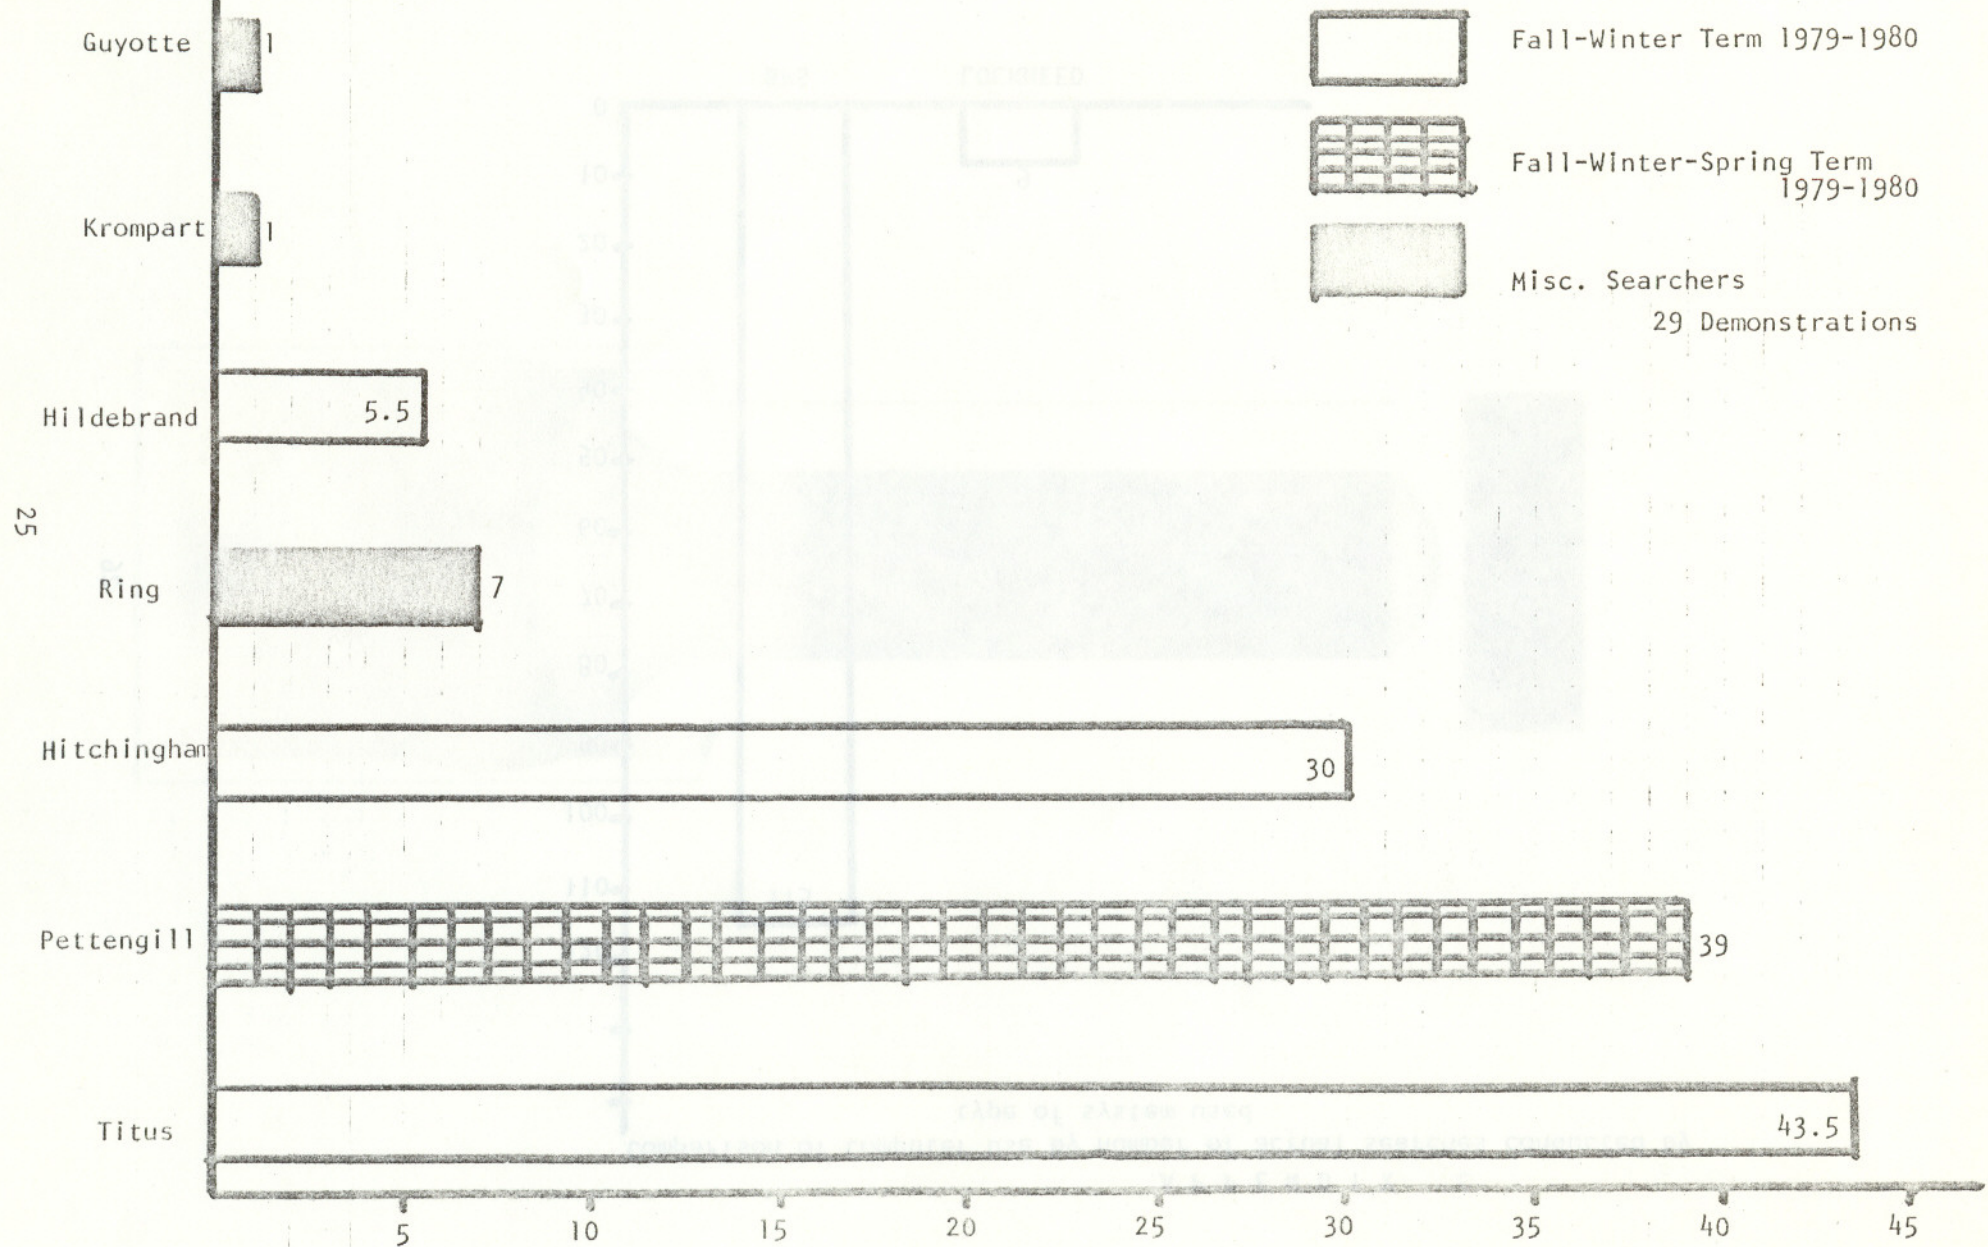 Guyotte 1
Krompart 1
Hildebrand 5.5
Ring 7
Hitchingham 30
Pettengill 39
Titus 43.5
5 10 15 20 25 30 35 40 45
Fall-Winter Term 1979-1980
Fall-Winter-Spring Term
1979-1980
Misc. Searchers
29 Demonstrations
25